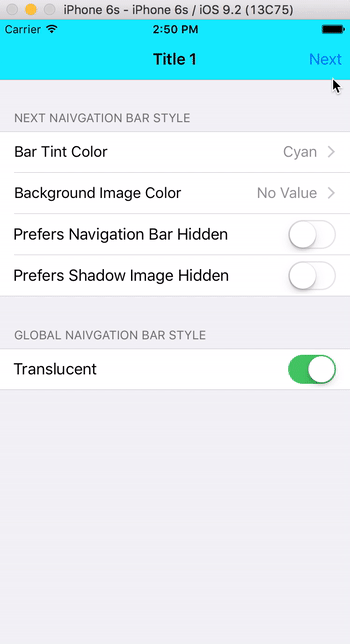 iPhone 6s - iPhone 6s / iOS 9.2 (13C75)
Carrier 2:50 PM
Title 1 Next
NEXT NAIVGATION BAR STYLE
Bar Tint Color Cyan
Background Image Color No Value
Prefers Navigation Bar Hidden
Prefers Shadow Image Hidden
GLOBAL NAIVGATION BAR STYLE
Translucent